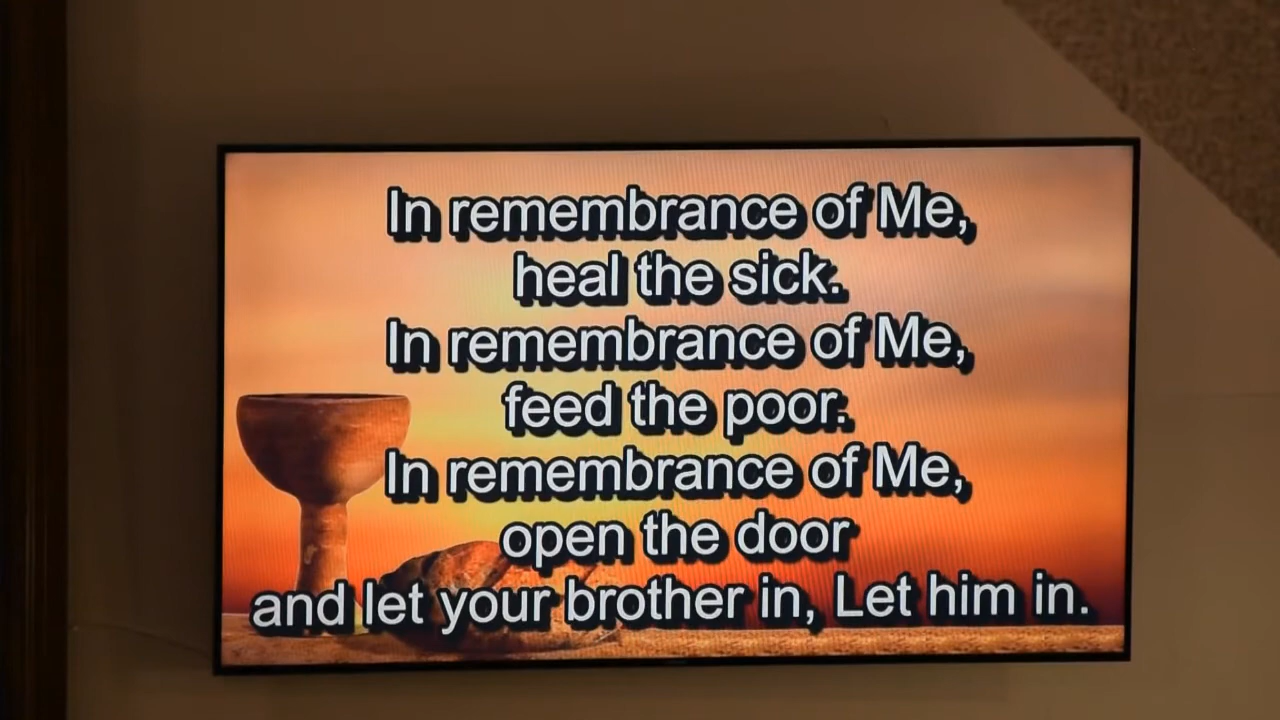 In remembrance of Me,
heal the sick.
In remembrance of Me,
feed the poor.
In remembrance of Me,
open the door
and let your brother in, Let him in.